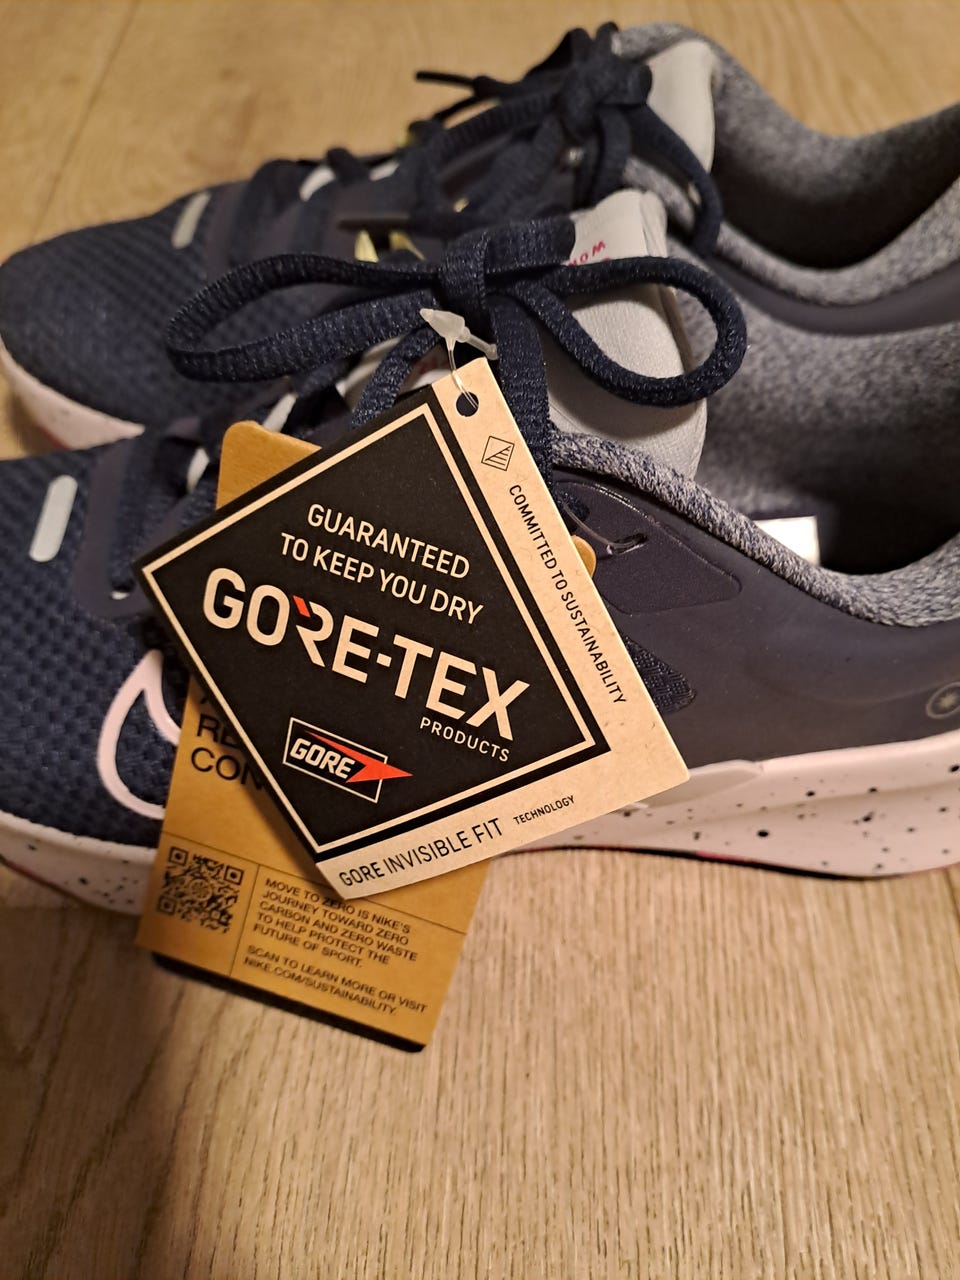 GUARANTEED
TO KEEP YOU DRY
GORE-TEX
PRODUCTS
GORE
GORE INVISIBLE FIT TECHNOLOGY
COMMITTED TO SUSTAINABILITY
MOVE TO ZERO IS NIKE'S
JOURNEY TOWARD ZERO
CARBON AND ZERO WASTE
TO HELP PROTECT THE
FUTURE OF SPORT.
SCAN TO LEARN MORE OR VISIT
NIKE.COM/SUSTAINABILITY.